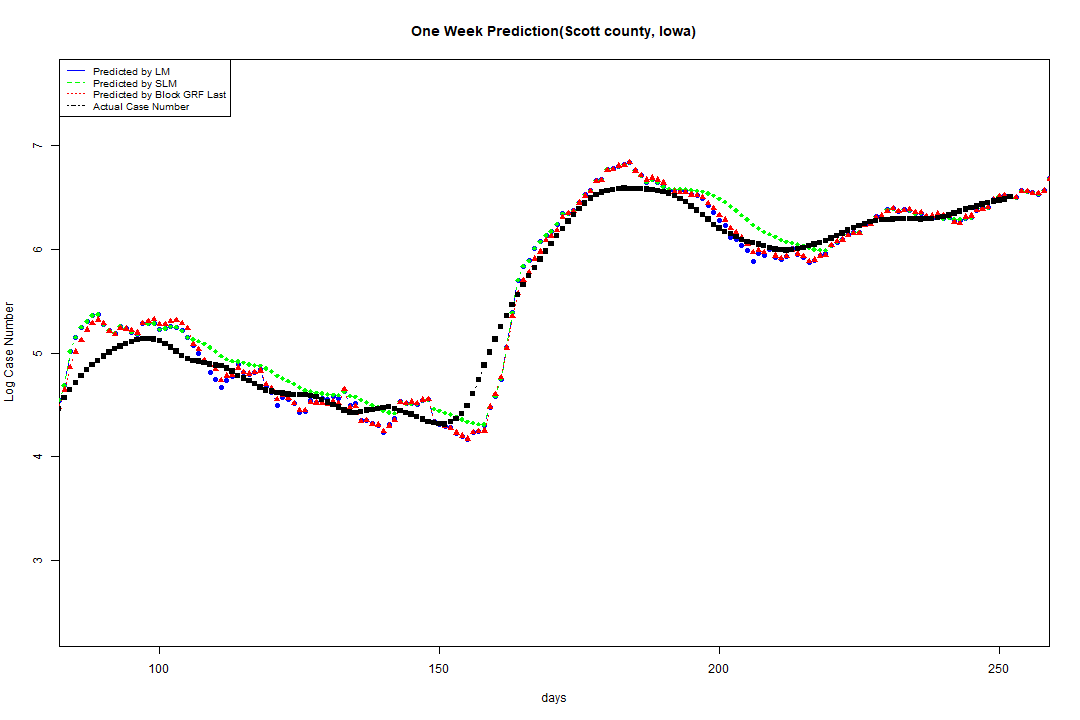 One Week Prediction(Scott county, Iowa)
Predicted by LM
Predicted by SLM
Predicted by Block GRF Last
Actual Case Number
7
6
5
4
3
Log Case Number
100 150 200 250
days